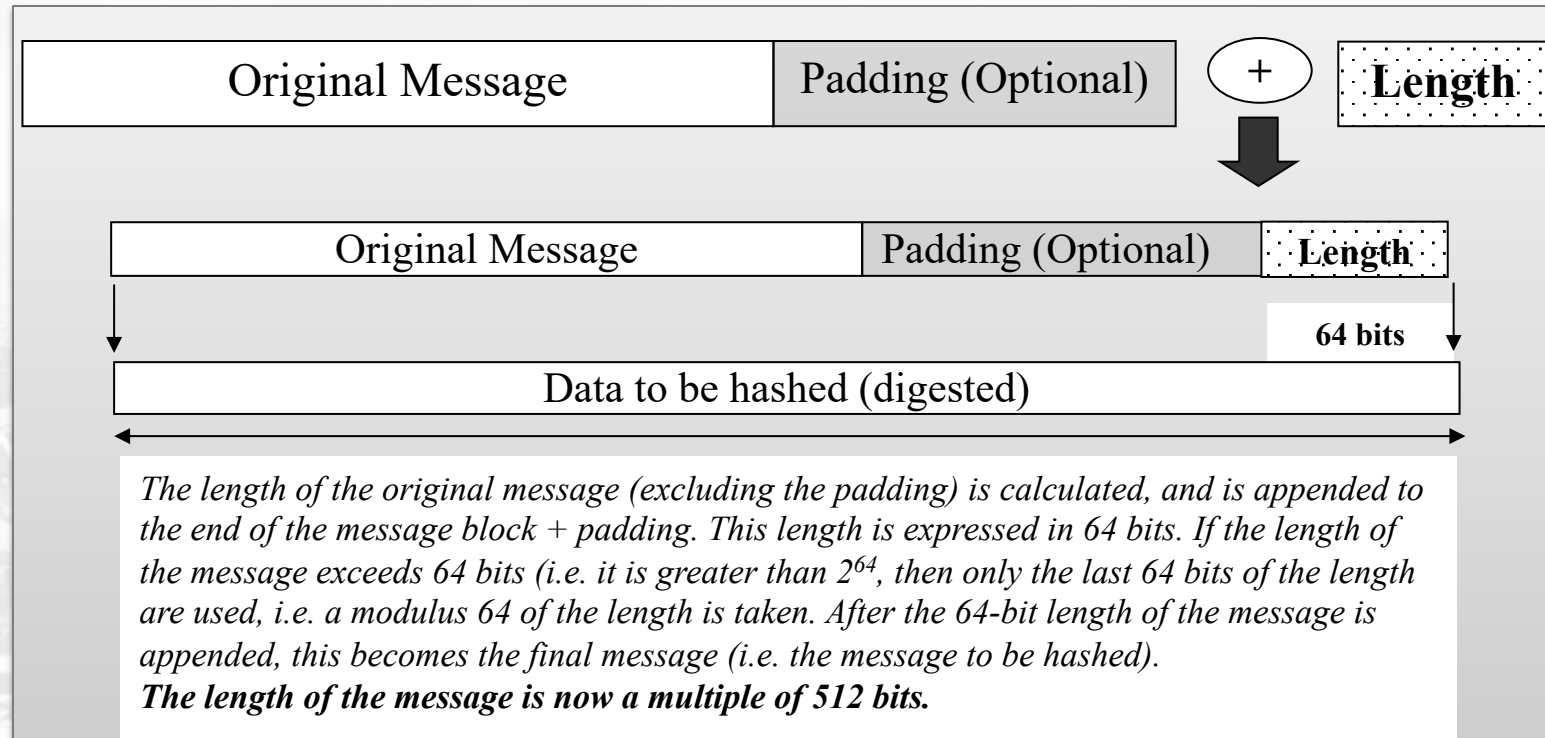 Original Message Padding (Optional) + Length
Original Message Padding (Optional) Length
64 bits
Data to be hashed (digested)
The length of the original message (excluding the padding) is calculated, and is appended to
the end of the message block + padding. This length is expressed in 64 bits. If the length of
the message exceeds 64 bits (i.e. it is greater than 2⁶⁴, then only the last 64 bits of the length
are used, i.e. a modulus 64 of the length is taken. After the 64-bit length of the message is
appended, this becomes the final message (i.e. the message to be hashed).
The length of the message is now a multiple of 512 bits.